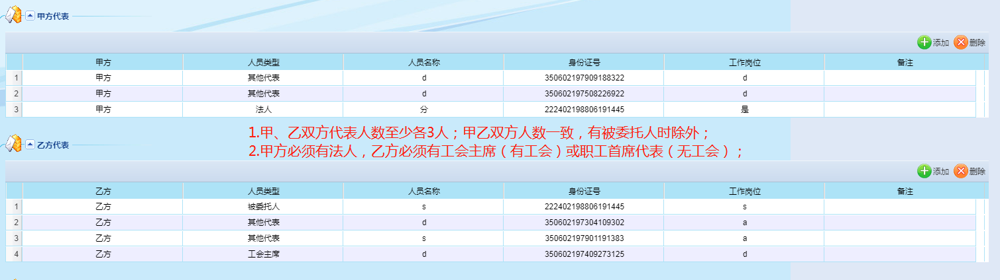 甲方代表
添加 删除
甲方 人员类型 人员名称 身份证号 工作岗位 备注
1 甲方 其他代表 d 350602197909188322 d
2 甲方 其他代表 d 350602197508226922 d
3 甲方 法人 分 222402198806191445 是
1.甲、乙双方代表人数至少各3人；甲乙双方人数一致，有被委托人时除外；
2.甲方必须有法人，乙方必须有工会主席（有工会）或职工首席代表（无工会）；
乙方代表
添加 删除
乙方 人员类型 人员名称 身份证号 工作岗位 备注
1 乙方 被委托人 s 222402198806191445 s
2 乙方 其他代表 d 350602197304109302 a
3 乙方 其他代表 s 350602197901191383 a
4 乙方 工会主席 d 350602197409273125 d